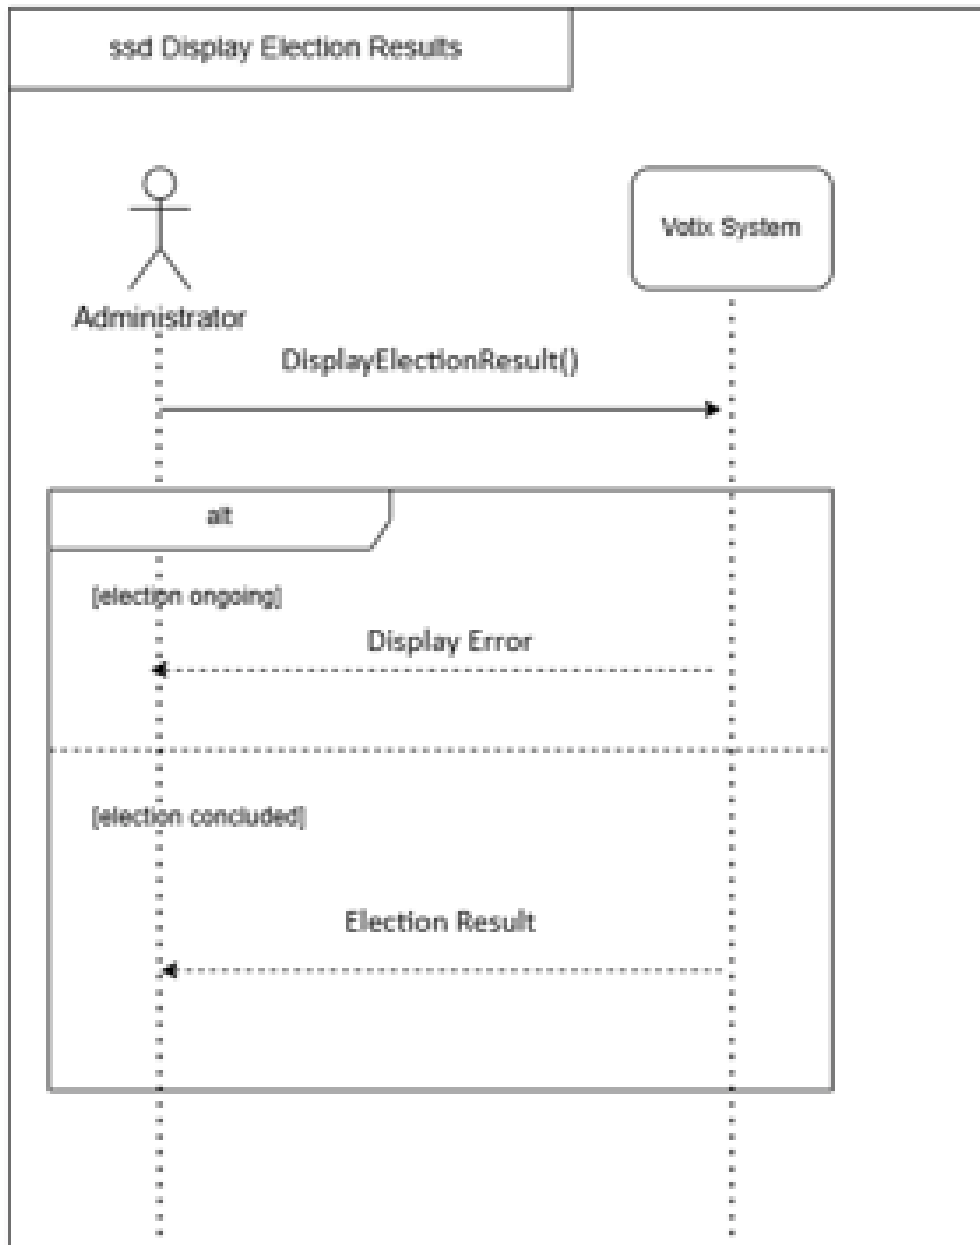 ssd Display Election Results
Votix System
Administrator
DisplayElectionResult()
alt
[election ongoing]
Display Error
[election concluded]
Election Result